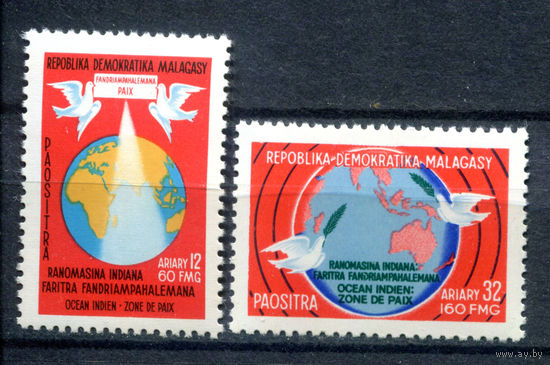 REPOBLIKA DEMOKRATIKA MALAGASY
FANDRIAMPAHALEMANA
PAIX
PAOSITRA
ARIARY 12
60 FMG
RANOMASINA INDIANA
FARITRA FANDRIAMPAHALEMANA
OCEAN INDIEN · ZONE DE PAIX
REPOBLIKA-DEMOKRATIKA-MALAGASY
RANOMASINA INDIANA:
FARITRA FANDRIAMPAHALEMANA
OCEAN INDIEN:
ZONE DE PAIX
PAOSITRA
ARIARY 32
160 FMG
www.ay.by